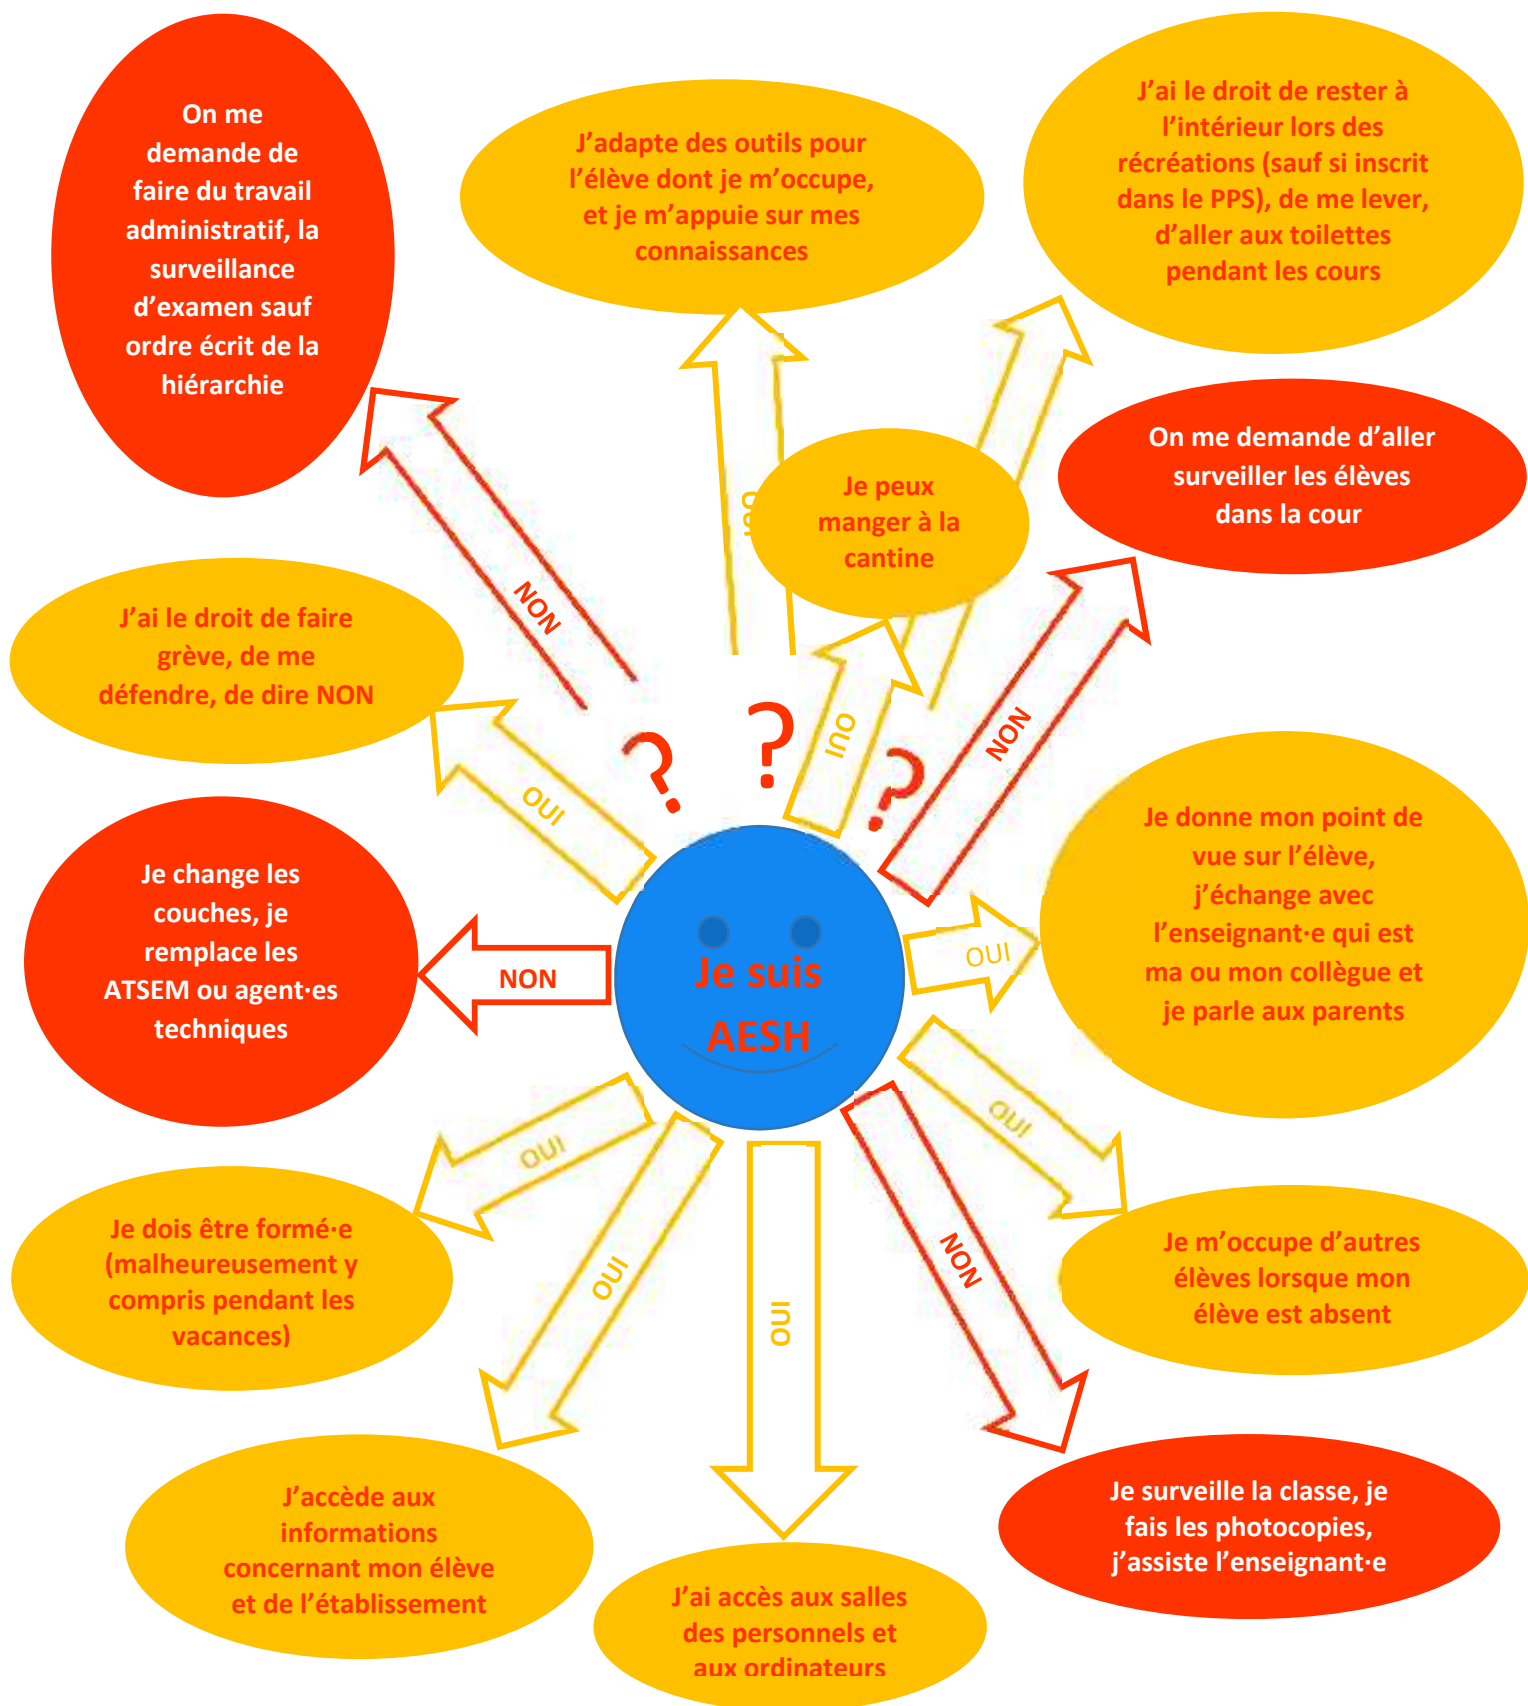 On me
demande de
faire du travail
administratif, la
surveillance
d’examen sauf
ordre écrit de la
hiérarchie
J’adapte des outils pour
l’élève dont je m’occupe,
et je m’appuie sur mes
connaissances
J’ai le droit de rester à
l’intérieur lors des
récréations (sauf si inscrit
dans le PPS), de me lever,
d’aller aux toilettes
pendant les cours
On me demande d’aller
surveiller les élèves
dans la cour
Je peux
manger à la
cantine
J’ai le droit de faire
grève, de me
défendre, de dire NON
NON
OUI
NON
OUI
? ? ?
Je donne mon point de
vue sur l’élève,
j’échange avec
l’enseignant·e qui est
ma ou mon collègue et
je parle aux parents
Je change les
couches, je
remplace les
ATSEM ou agent·es
techniques
NON
Je suis
AESH
OUI
OUI
OUI
OUI
OUI
NON
Je dois être formé·e
(malheureusement y
compris pendant les
vacances)
Je m’occupe d’autres
élèves lorsque mon
élève est absent
J’accède aux
informations
concernant mon élève
et de l’établissement
J’ai accès aux salles
des personnels et
aux ordinateurs
Je surveille la classe, je
fais les photocopies,
j’assiste l’enseignant·e